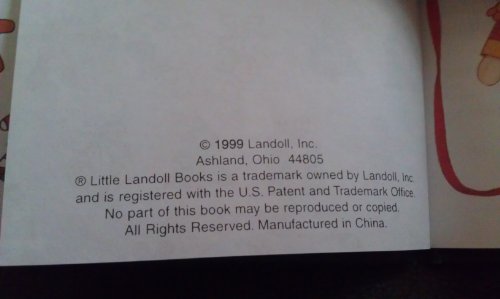 © 1999 Landoll, Inc.
Ashland, Ohio 44805
® Little Landoll Books is a trademark owned by Landoll, Inc.
and is registered with the U.S. Patent and Trademark Office.
No part of this book may be reproduced or copied.
All Rights Reserved. Manufactured in China.